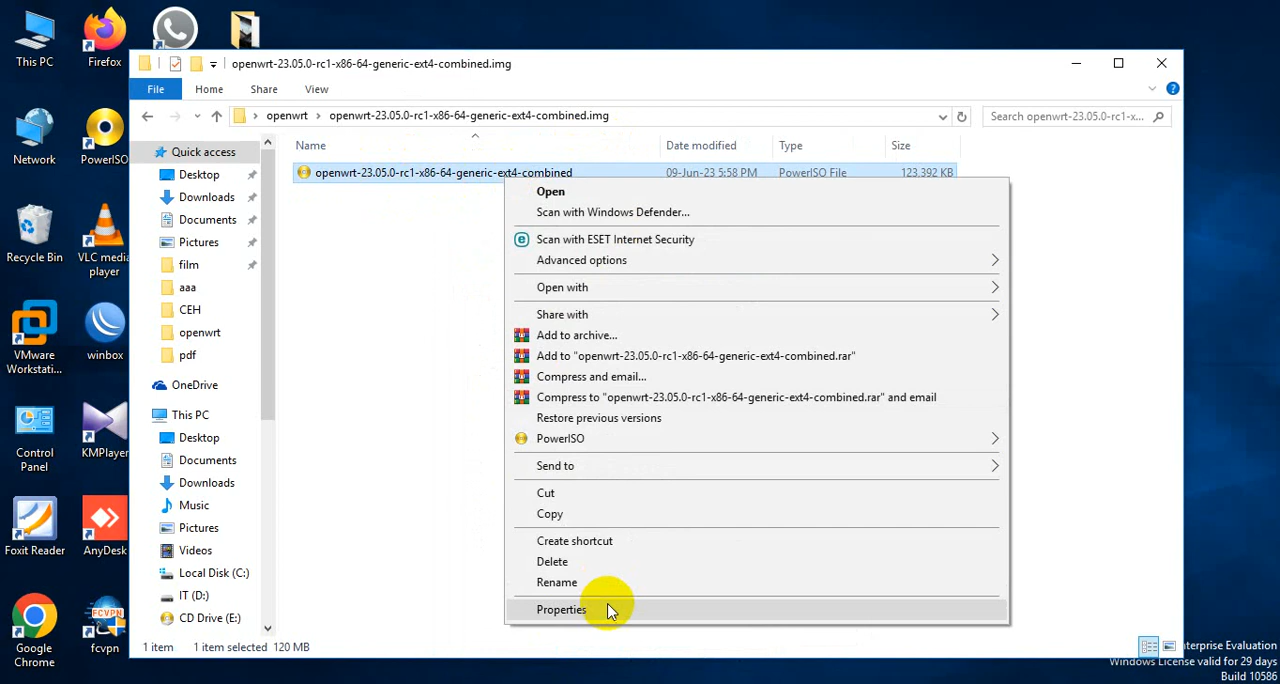 This PC
Firefox
Network
PowerISO
Recycle Bin
VLC media
player
VMware
Workstati...
winbox
Control
Panel
KMPlayer
Foxit Reader
AnyDesk
Google
Chrome
fcvpn
openwrt-23.05.0-rc1-x86-64-generic-ext4-combined.img
File
Home
Share
View
openwrt
openwrt-23.05.0-rc1-x86-64-generic-ext4-combined.img
Search openwrt-23.05.0-rc1-x...
Name
Date modified
Type
Size
openwrt-23.05.0-rc1-x86-64-generic-ext4-combined
09-Jun-23 5:58 PM
PowerISO File
123,392 KB
Quick access
Desktop
Downloads
Documents
Pictures
film
aaa
CEH
openwrt
pdf
OneDrive
This PC
Desktop
Documents
Downloads
Music
Pictures
Videos
Local Disk (C:)
IT (D:)
CD Drive (E:)
Open
Scan with Windows Defender...
Scan with ESET Internet Security
Advanced options
Open with
Share with
Add to archive...
Add to "openwrt-23.05.0-rc1-x86-64-generic-ext4-combined.rar"
Compress and email...
Compress to "openwrt-23.05.0-rc1-x86-64-generic-ext4-combined.rar" and email
Restore previous versions
PowerISO
Send to
Cut
Copy
Create shortcut
Delete
Rename
Properties
1 item
1 item selected 120 MB
nterprise Evaluation
Windows License valid for 29 days
Build 10586